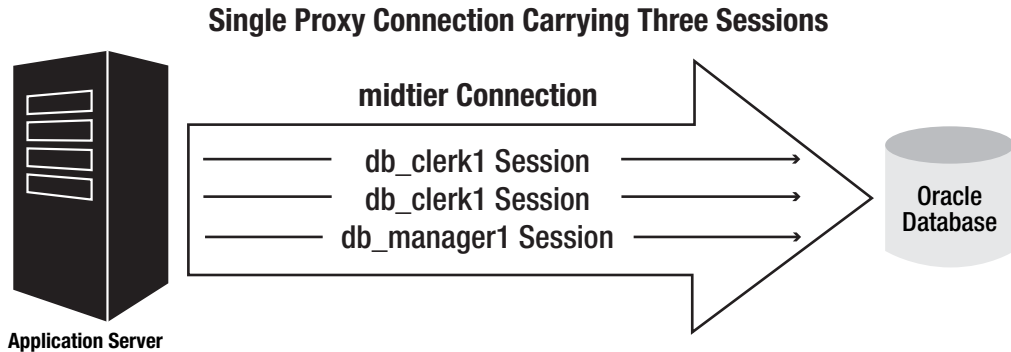 Single Proxy Connection Carrying Three Sessions
midtier Connection
db_clerk1 Session
db_clerk1 Session
db_manager1 Session
Oracle
Database
Application Server